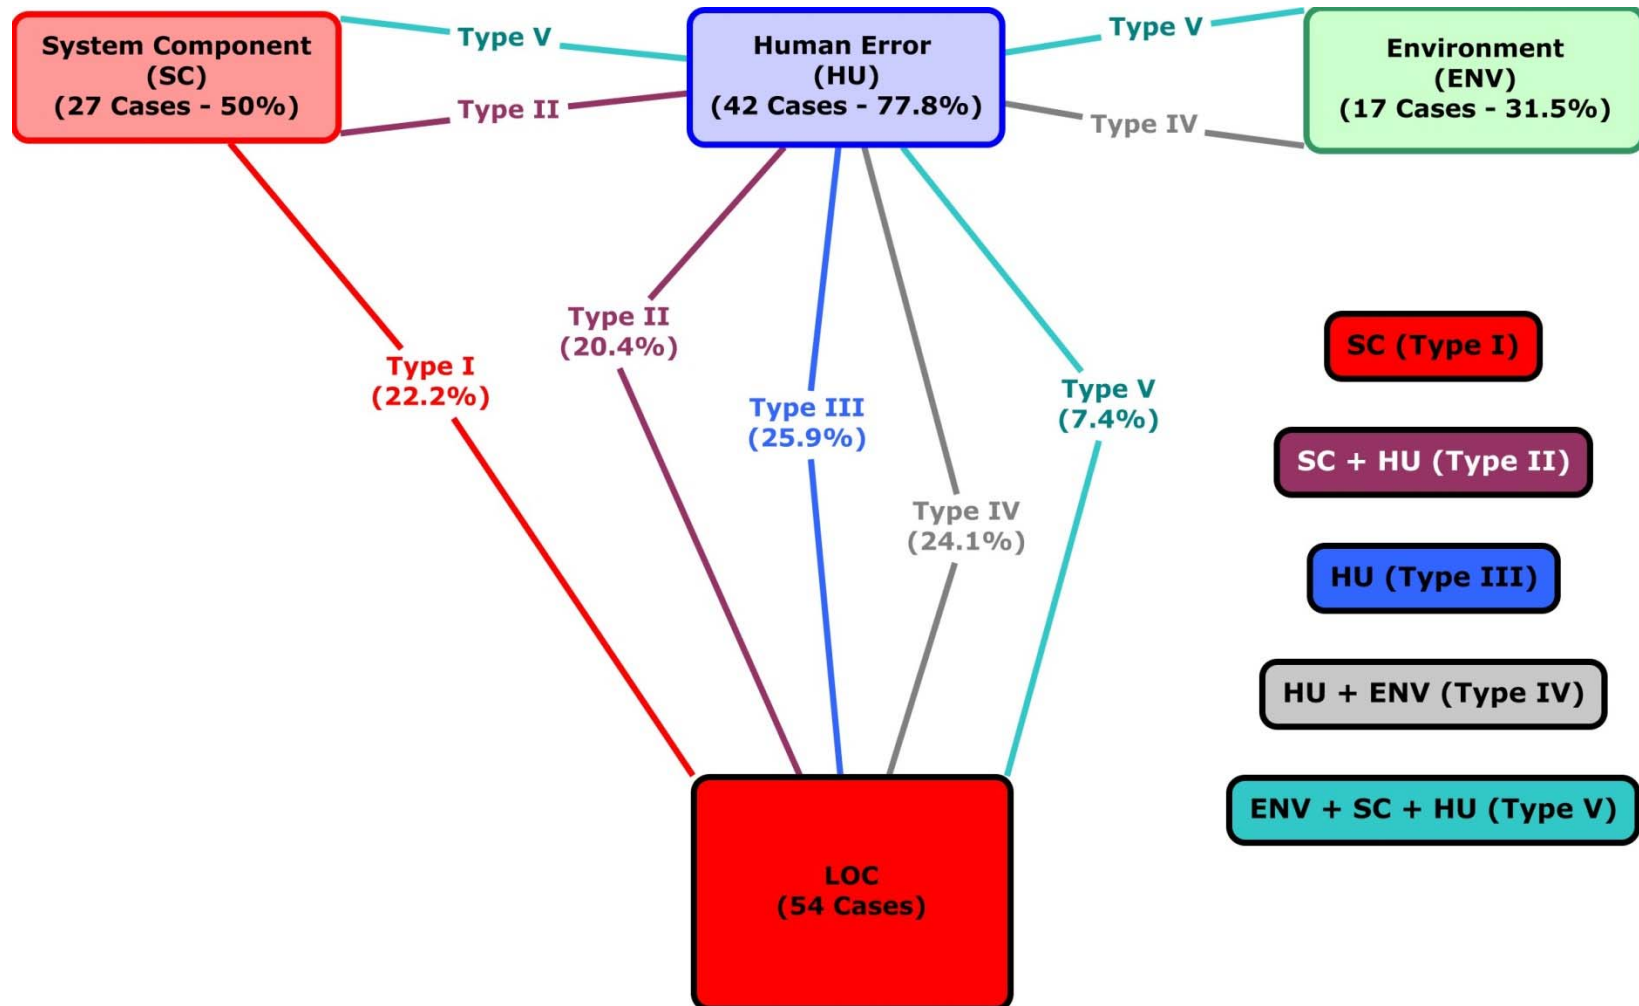 System Component
(SC)
(27 Cases - 50%)
Type V
Type II
Human Error
(HU)
(42 Cases - 77.8%)
Type V
Type IV
Environment
(ENV)
(17 Cases - 31.5%)
Type I
(22.2%)
Type II
(20.4%)
Type III
(25.9%)
Type IV
(24.1%)
Type V
(7.4%)
SC (Type I)
SC + HU (Type II)
HU (Type III)
HU + ENV (Type IV)
ENV + SC + HU (Type V)
LOC
(54 Cases)